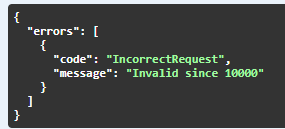 {
  "errors": [
    {
      "code": "IncorrectRequest",
      "message": "Invalid since 10000"
    }
  ]
}